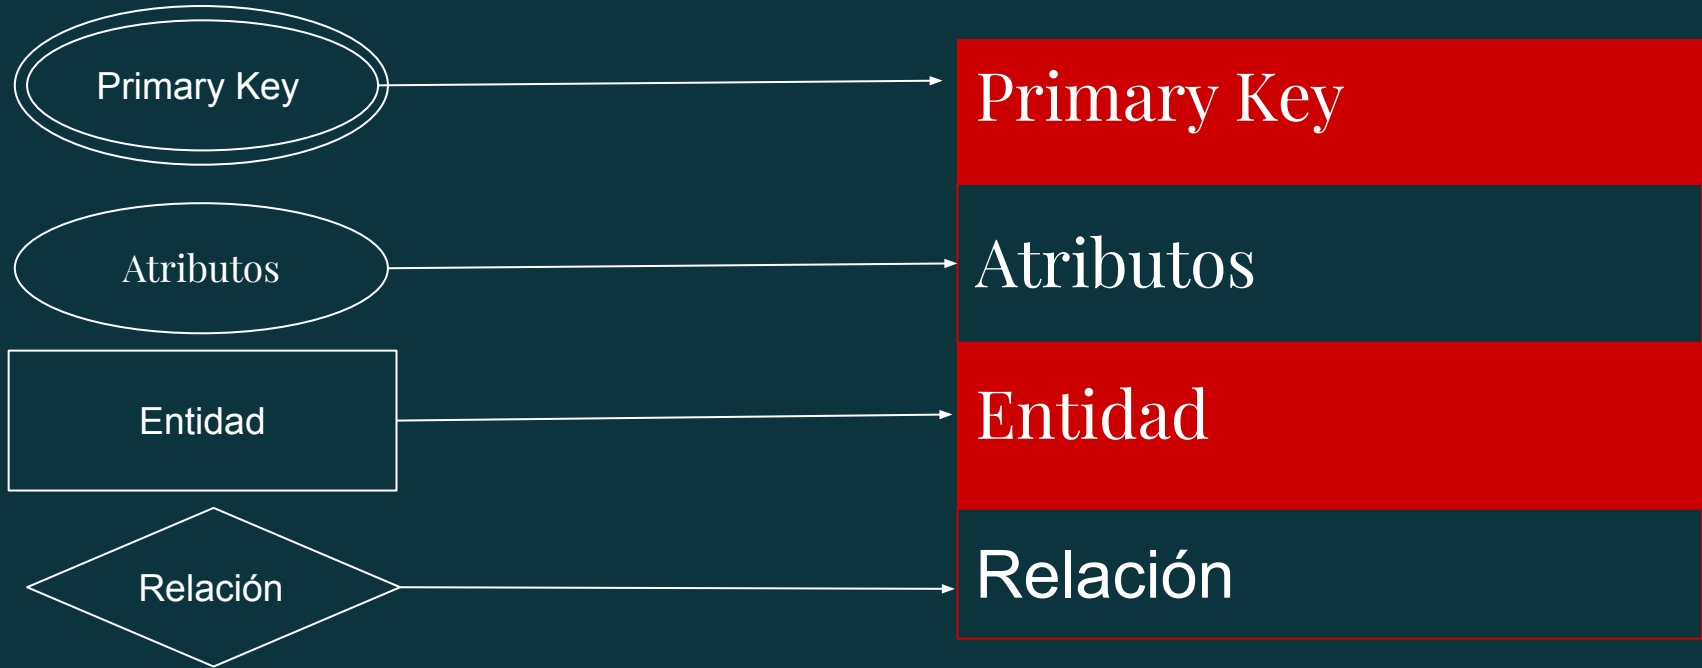 Primary Key
Primary Key
Atributos
Atributos
Entidad
Entidad
Relación
Relación